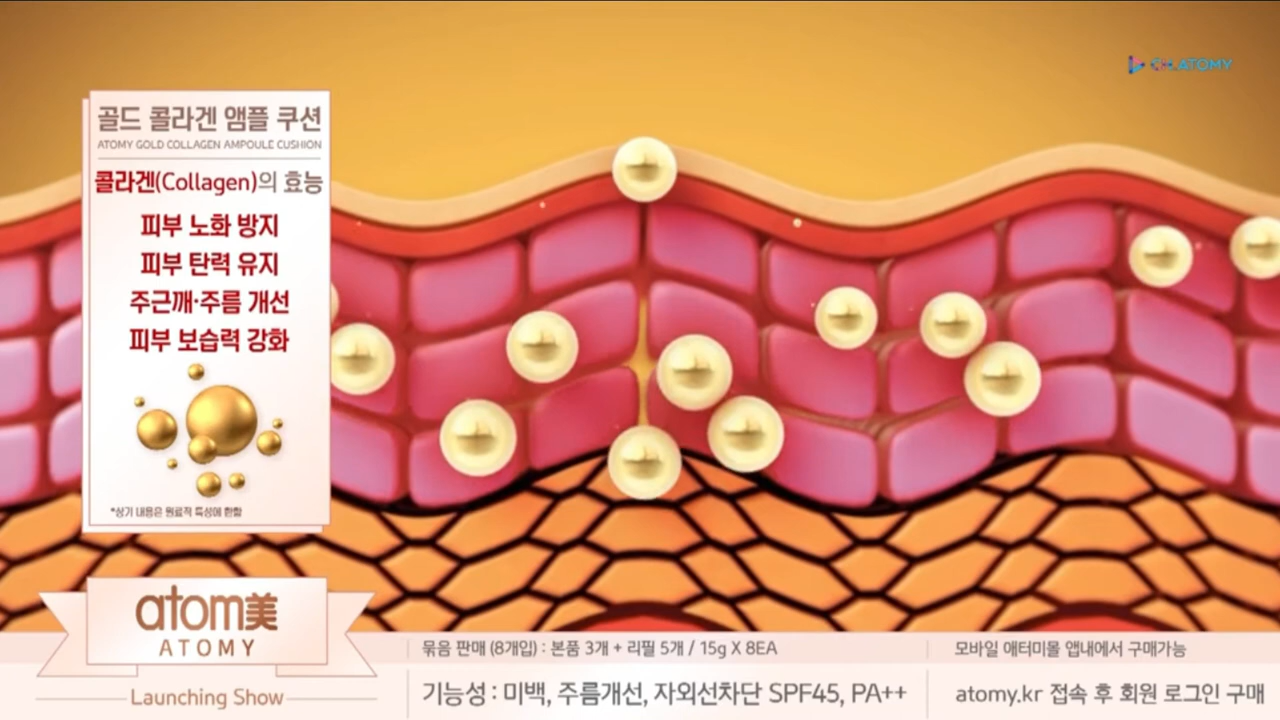 CH.ATOMY
골드 콜라겐 앰플 쿠션
ATOMY GOLD COLLAGEN AMPOULE CUSHION
콜라겐(Collagen)의 효능
피부 노화 방지
피부 탄력 유지
주근깨·주름 개선
피부 보습력 강화
*상기 내용은 원료적 특성에 한함
atom美
ATOMY
Launching Show
묶음 판매 (8개입) : 본품 3개 + 리필 5개 / 15g X 8EA
기능성 : 미백, 주름개선, 자외선차단 SPF45, PA++
모바일 애터미몰 앱내에서 구매가능
atomy.kr 접속 후 회원 로그인 구매